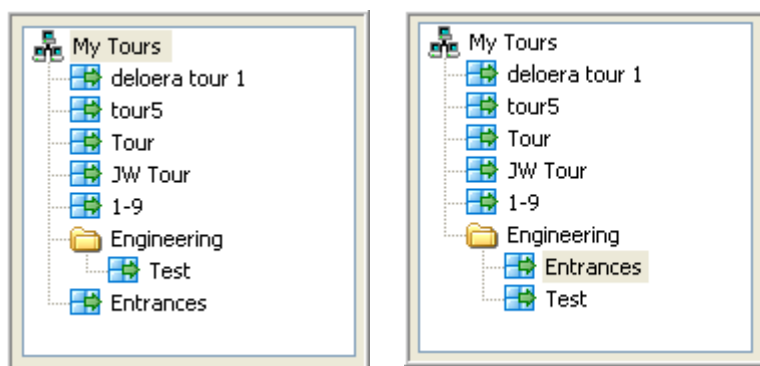 My Tours
deloera tour 1
tour5
Tour
JW Tour
1-9
Engineering
Test
Entrances
My Tours
deloera tour 1
tour5
Tour
JW Tour
1-9
Engineering
Entrances
Test